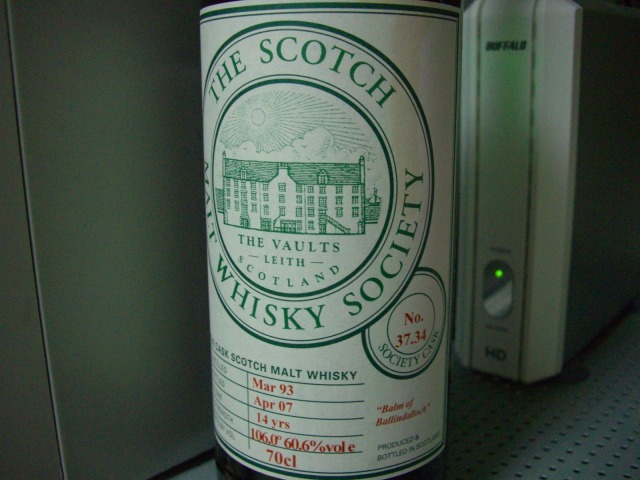 THE SCOTCH
MALT WHISKY SOCIETY
THE VAULTS
- LEITH -
SCOTLAND
No.
37.34
SOCIETY CASK
CASK SCOTCH MALT WHISKY
Mar 93
Apr 07
14 yrs
106.0° 60.6%vol e
70cl
"Balm of
Ballindalloch"
PRODUCED &
BOTTLED IN SCOTLAND
BUFFALO
HD